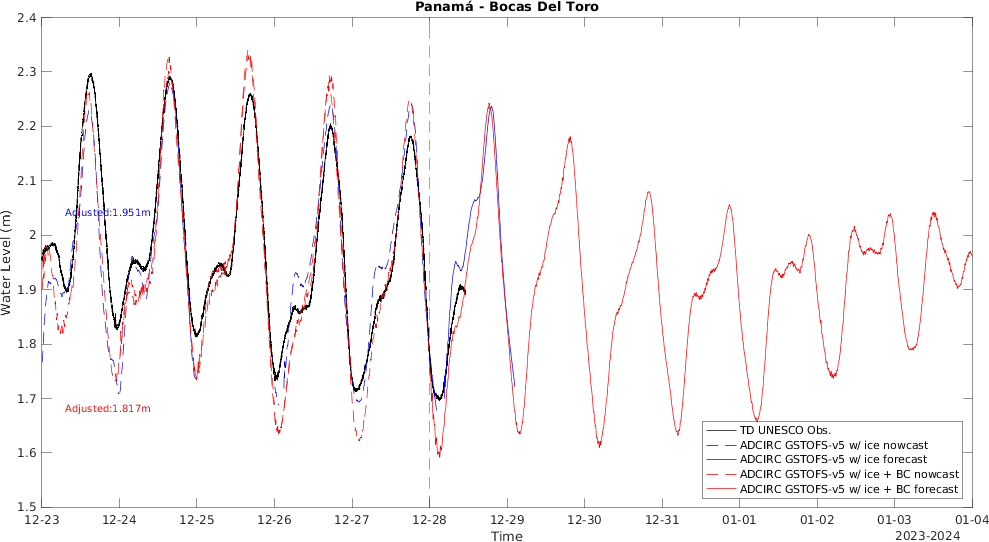 Panamá - Bocas Del Toro
2.4
2.3
2.2
2.1
2
1.9
1.8
1.7
1.6
1.5
Water Level (m)
Adjusted:1.951m
Adjusted:1.817m
TD UNESCO Obs.
ADCIRC GSTOFS-v5 w/ ice nowcast
ADCIRC GSTOFS-v5 w/ ice forecast
ADCIRC GSTOFS-v5 w/ ice + BC nowcast
ADCIRC GSTOFS-v5 w/ ice + BC forecast
12-23 12-24 12-25 12-26 12-27 12-28 12-29 12-30 12-31 01-01 01-02 01-03 01-04
Time
2023-2024